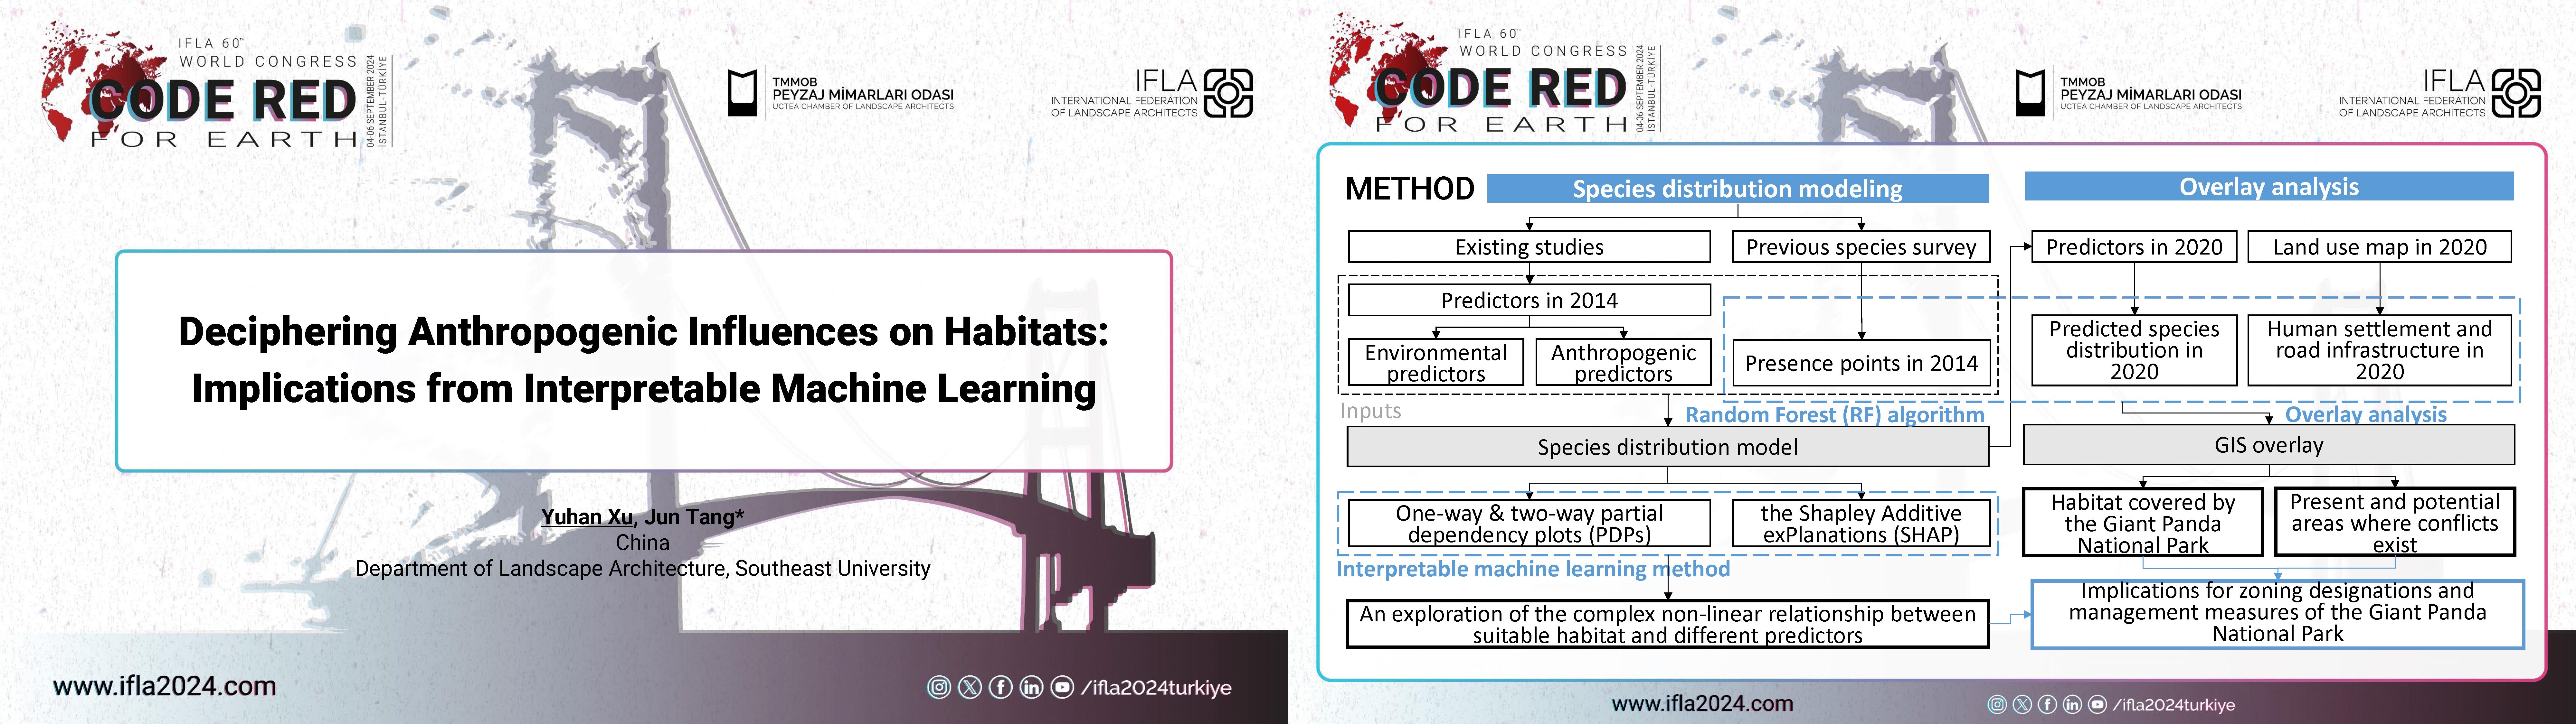 IFLA 60™
WORLD CONGRESS
CODE RED
FOR EARTH
04-06 SEPTEMBER 2024
İSTANBUL-TÜRKİYE
TMMOB
PEYZAJ MİMARLARI ODASI
UCTEA CHAMBER OF LANDSCAPE ARCHITECTS
IFLA
INTERNATIONAL FEDERATION
OF LANDSCAPE ARCHITECTS
Deciphering Anthropogenic Influences on Habitats:
Implications from Interpretable Machine Learning
Yuhan Xu, Jun Tang*
China
Department of Landscape Architecture, Southeast University
www.ifla2024.com
/ifla2024turkiye
IFLA 60™
WORLD CONGRESS
CODE RED
FOR EARTH
04-06 SEPTEMBER 2024
İSTANBUL-TÜRKİYE
TMMOB
PEYZAJ MİMARLARI ODASI
UCTEA CHAMBER OF LANDSCAPE ARCHITECTS
IFLA
INTERNATIONAL FEDERATION
OF LANDSCAPE ARCHITECTS
METHOD
Species distribution modeling
Existing studies
Previous species survey
Predictors in 2014
Environmental
predictors
Anthropogenic
predictors
Presence points in 2014
Inputs
Random Forest (RF) algorithm
Species distribution model
One-way & two-way partial
dependency plots (PDPs)
the Shapley Additive
exPlanations (SHAP)
Interpretable machine learning method
An exploration of the complex non-linear relationship between
suitable habitat and different predictors
Overlay analysis
Predictors in 2020
Land use map in 2020
Predicted species
distribution in
2020
Human settlement and
road infrastructure in
2020
Overlay analysis
GIS overlay
Habitat covered by
the Giant Panda
National Park
Present and potential
areas where conflicts
exist
Implications for zoning designations and
management measures of the Giant Panda
National Park
www.ifla2024.com
/ifla2024turkiye